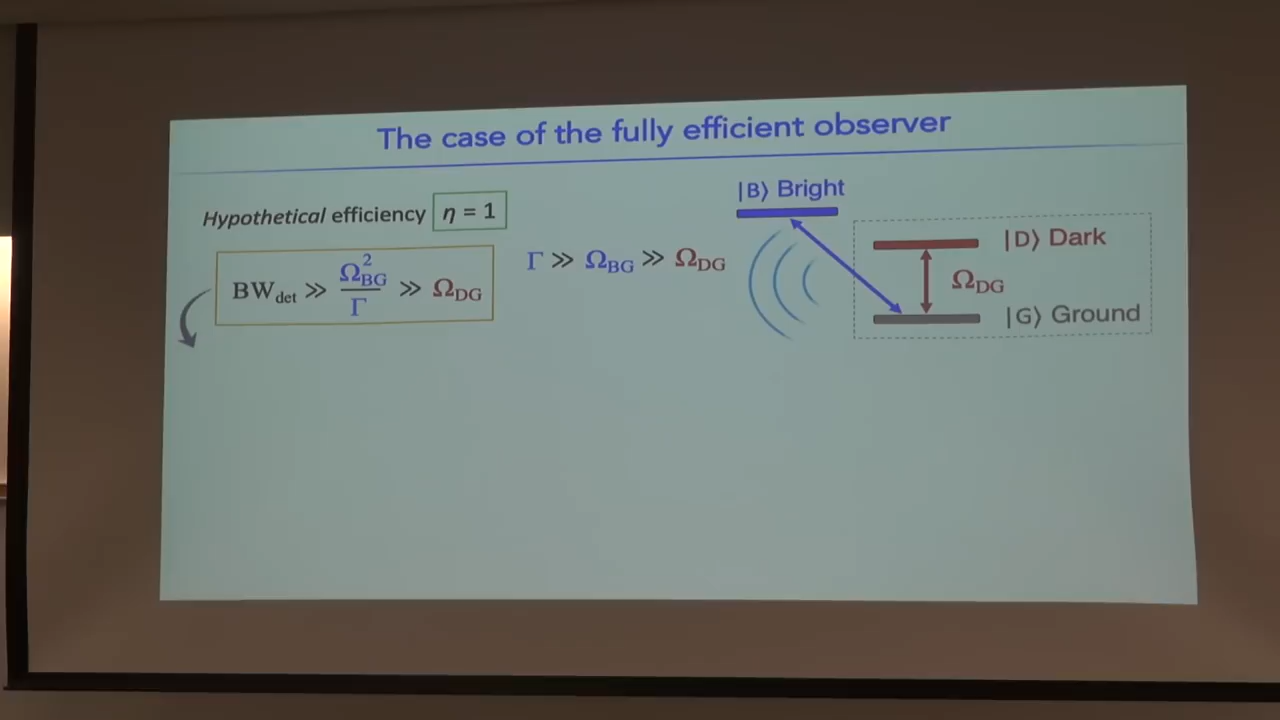 The case of the fully efficient observer
Hypothetical efficiency η = 1
BW_det ≫ Ω_BG^2 / Γ ≫ Ω_DG
Γ ≫ Ω_BG ≫ Ω_DG
|B⟩ Bright
|D⟩ Dark
Ω_DG
|G⟩ Ground